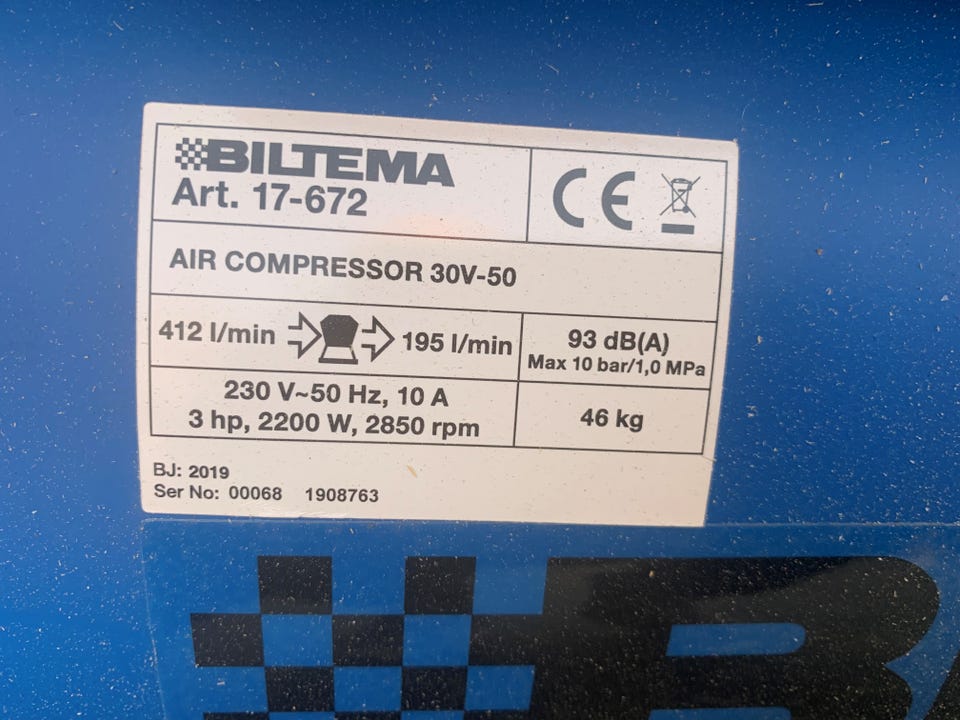 BILTEMA
Art. 17-672
CE
AIR COMPRESSOR 30V-50
412 l/min 195 l/min
93 dB(A)
Max 10 bar/1,0 MPa
230 V~50 Hz, 10 A
3 hp, 2200 W, 2850 rpm
46 kg
BJ: 2019
Ser No: 00068 1908763
B